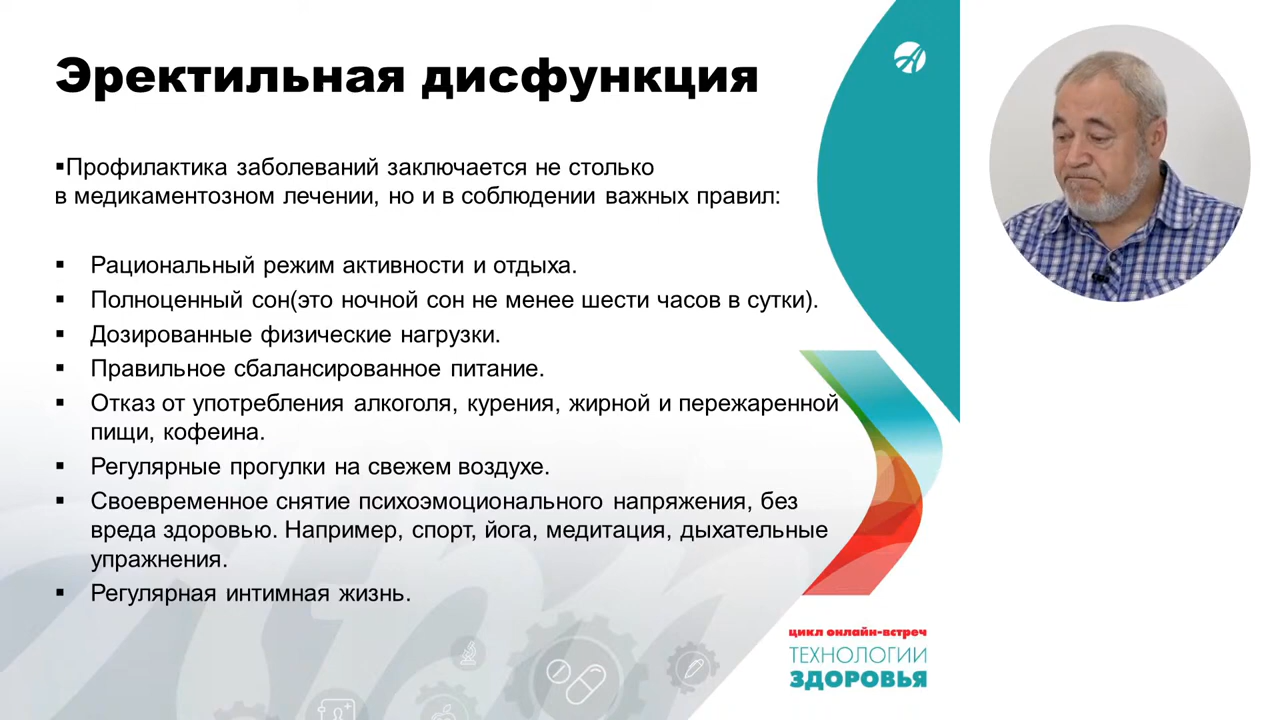 Эректильная дисфункция
▪Профилактика заболеваний заключается не столько
в медикаментозном лечении, но и в соблюдении важных правил:
▪ Рациональный режим активности и отдыха.
▪ Полноценный сон(это ночной сон не менее шести часов в сутки).
▪ Дозированные физические нагрузки.
▪ Правильное сбалансированное питание.
▪ Отказ от употребления алкоголя, курения, жирной и пережаренной
пищи, кофеина.
▪ Регулярные прогулки на свежем воздухе.
▪ Своевременное снятие психоэмоционального напряжения, без
вреда здоровью. Например, спорт, йога, медитация, дыхательные
упражнения.
▪ Регулярная интимная жизнь.
цикл онлайн-встреч
ТЕХНОЛОГИИ
ЗДОРОВЬЯ